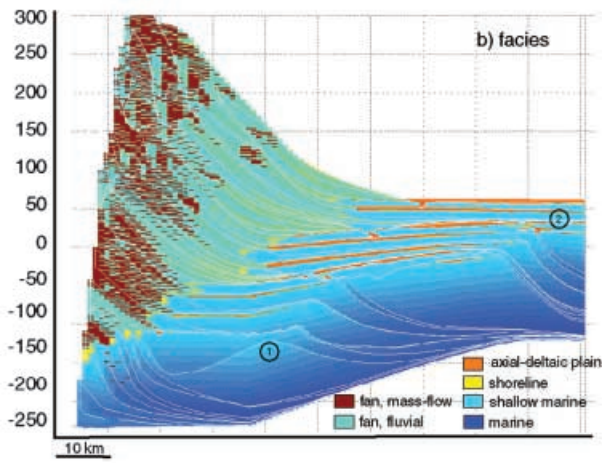 300
b) facies
250
200
150
100
50
2
0
-50
-100
-150
1
-200
-250
axial-deltaic plain
shoreline
fan, mass-flow
shallow marine
fan, fluvial
marine
10 km